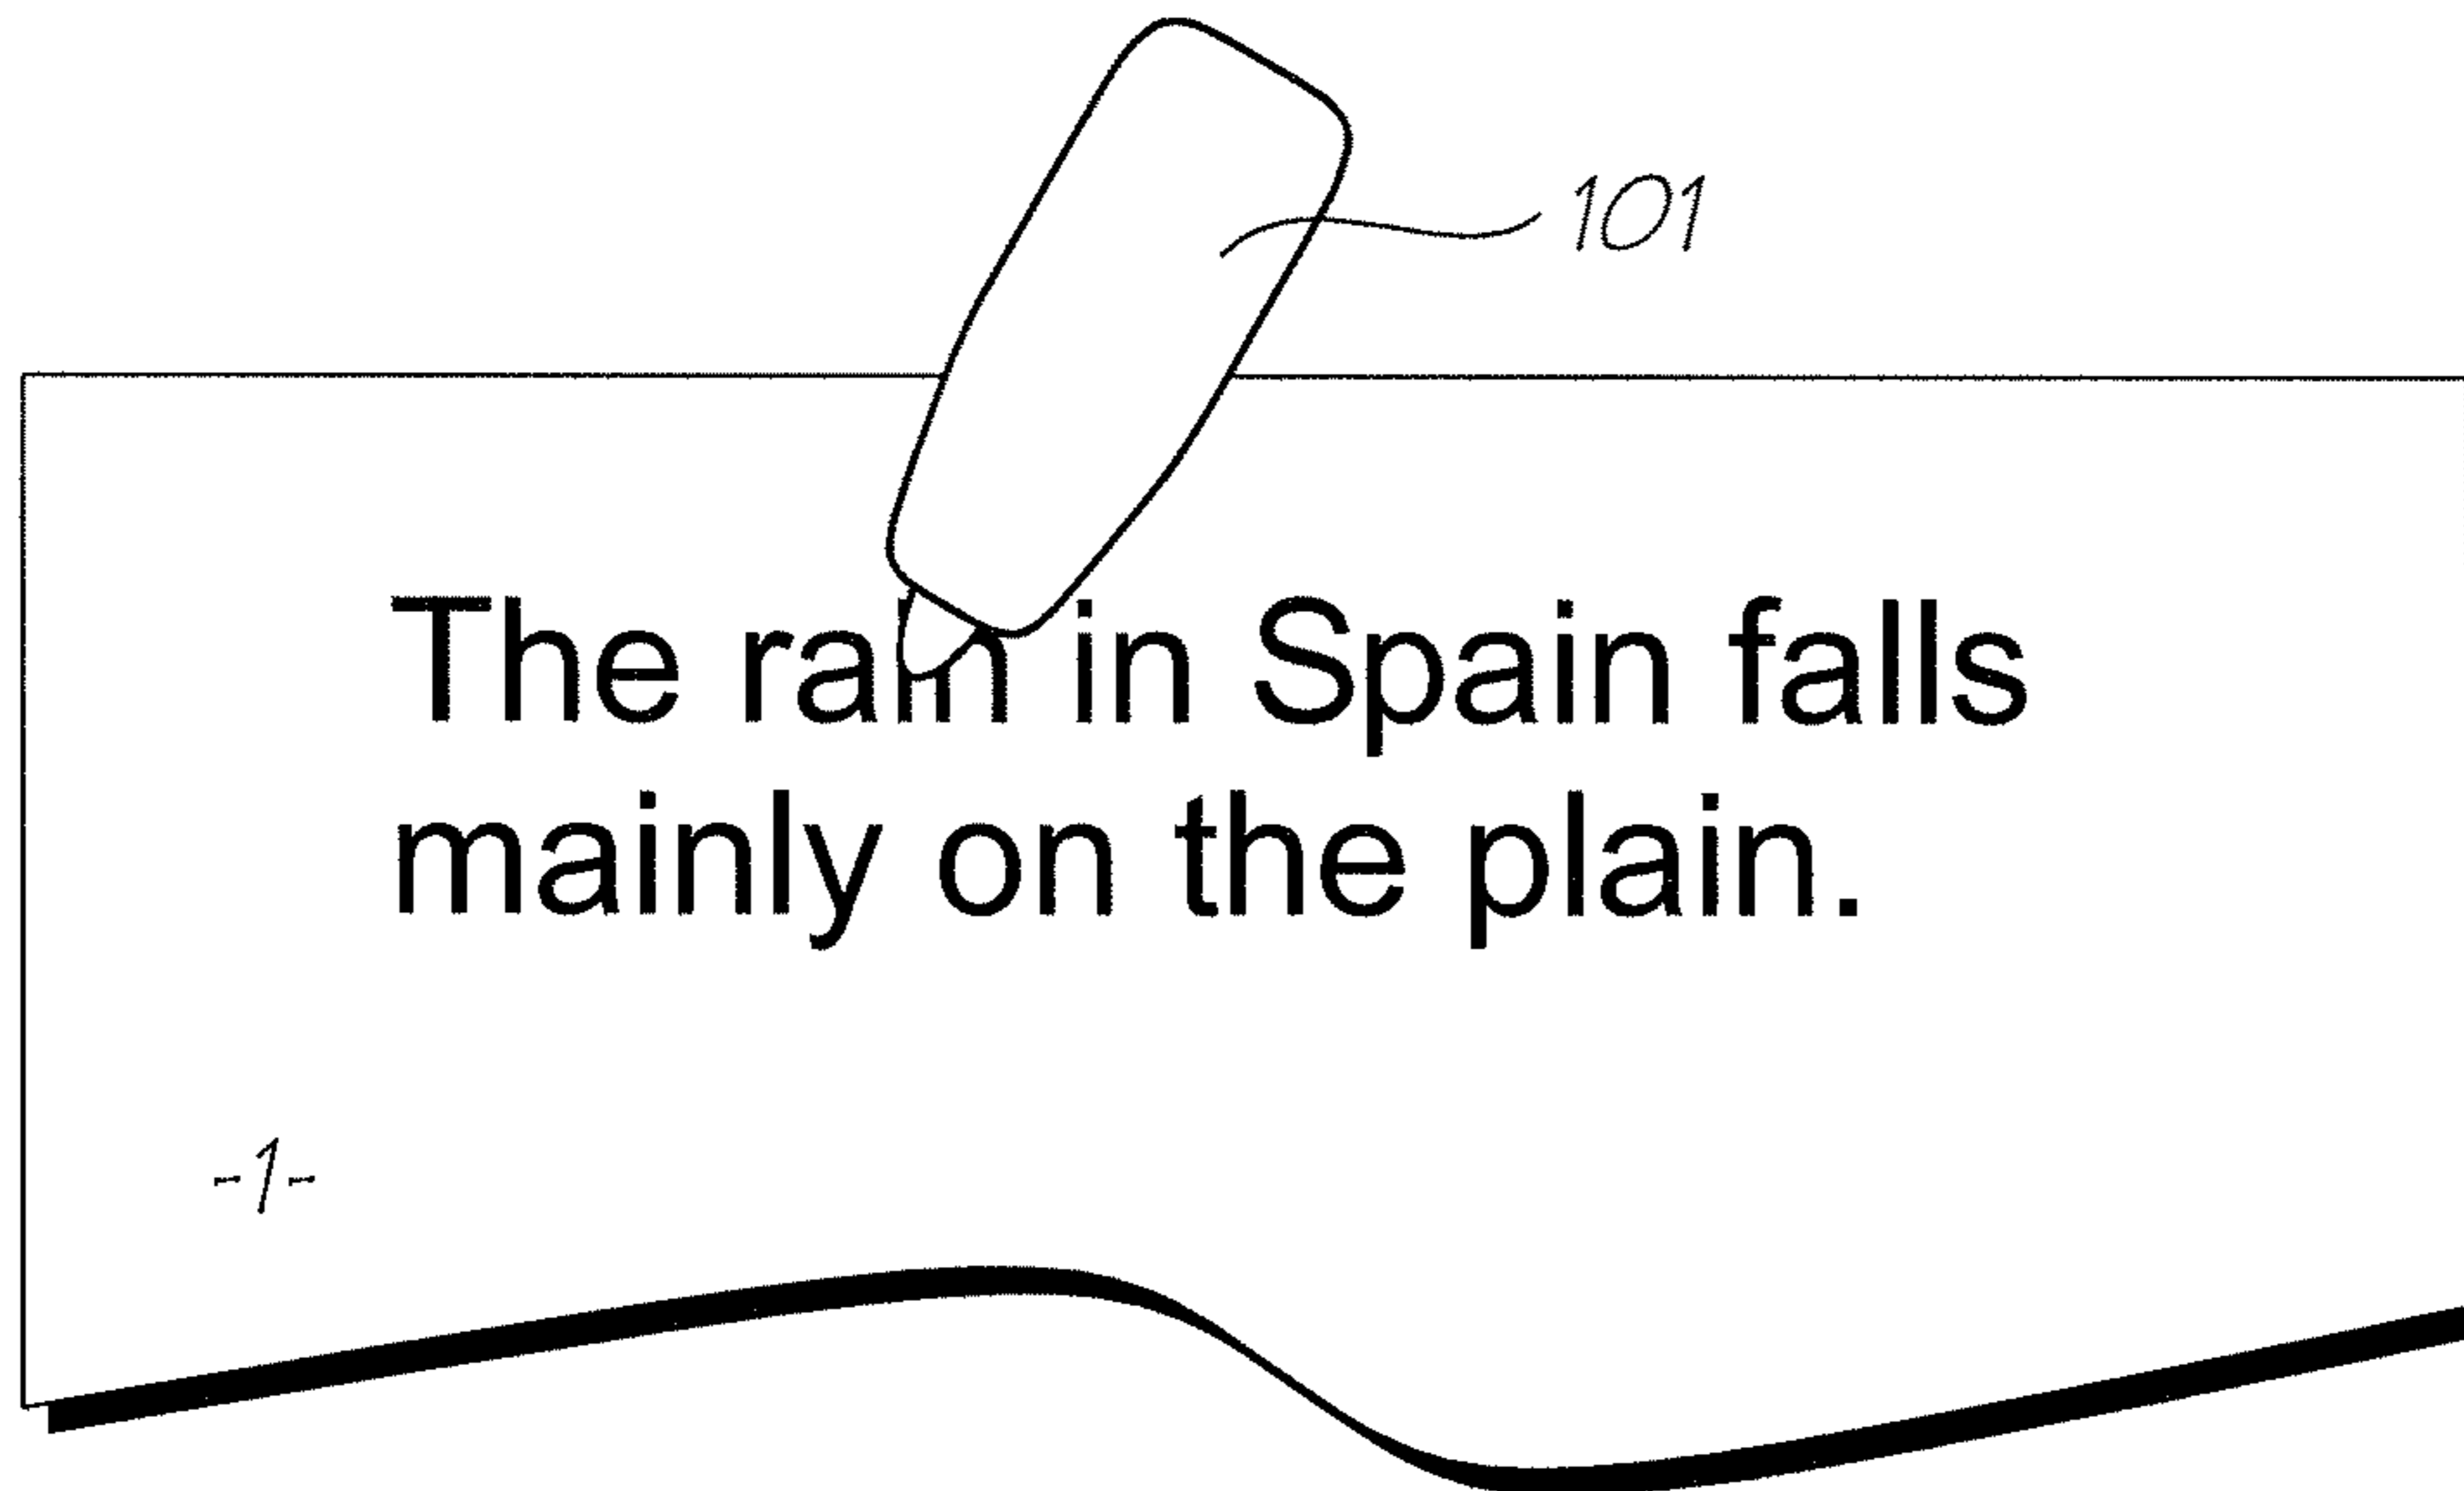 101
The rain in Spain falls
mainly on the plain.
-1-